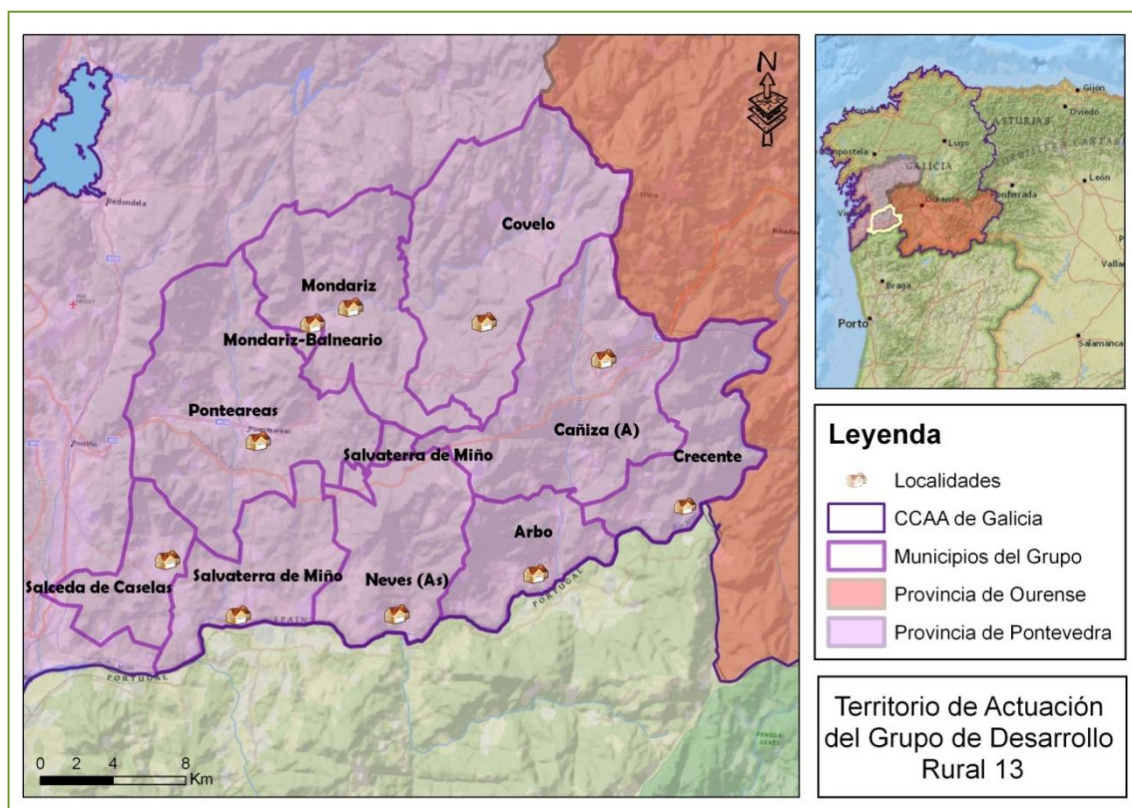 N
Redondela
Covelo
Mondariz
Mondariz-Balneario
Ponteareas
Porriño
Cañiza (A)
Salvaterra de Miño
Crecente
Arbo
Salceda de Caselas
Salvaterra de Miño
Neves (As)
SPAIN
PORTUGAL
PORTUGAL
0 2 4 8
Km
Gijón
Oviedo
ASTURIAS
Lugo
GALICIA
León
Ourense
Braga
Porto
Salamanca
Leyenda
Localidades
CCAA de Galicia
Municipios del Grupo
Provincia de Ourense
Provincia de Pontevedra
Territorio de Actuación
del Grupo de Desarrollo
Rural 13